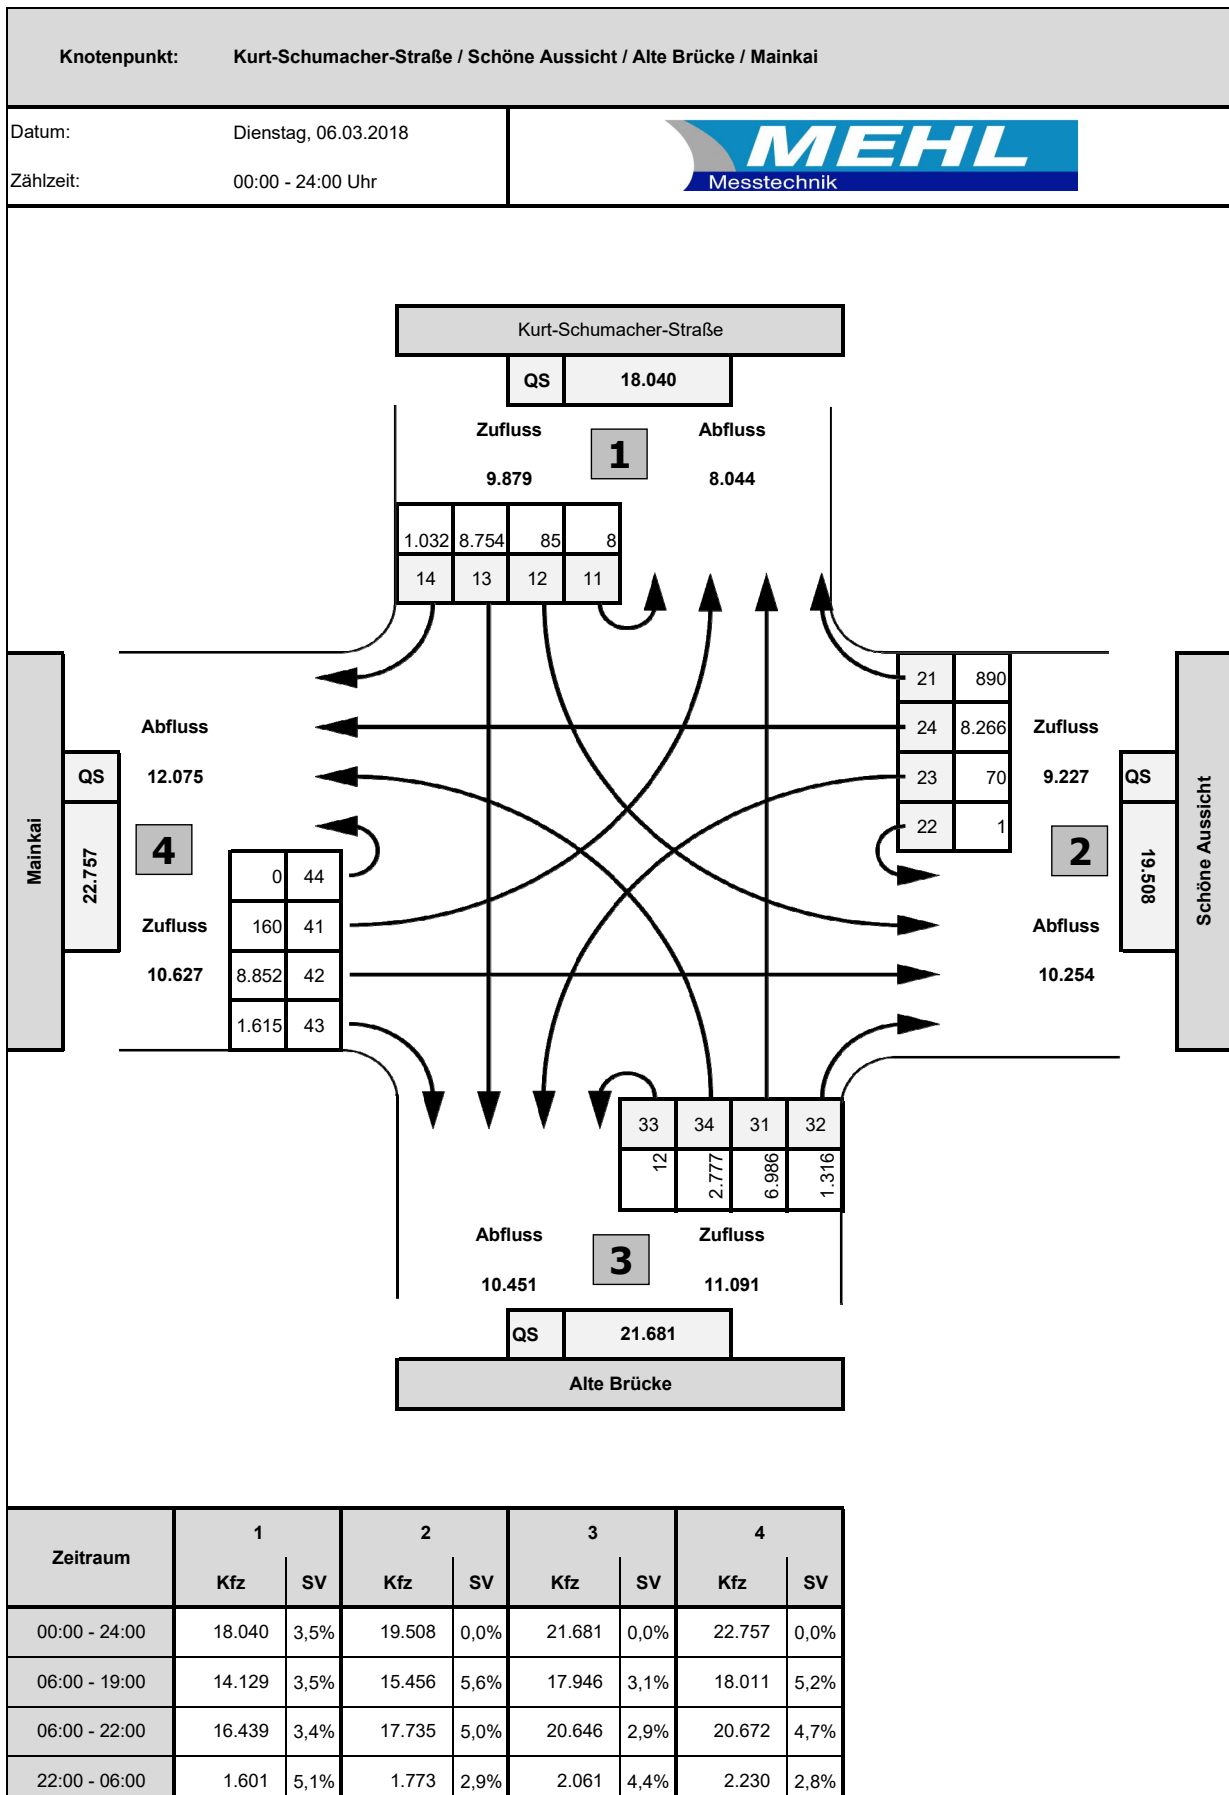 Knotenpunkt: Kurt-Schumacher-Straße / Schöne Aussicht / Alte Brücke / Mainkai
Datum: Dienstag, 06.03.2018
Zählzeit: 00:00 - 24:00 Uhr
MEHL
Messtechnik
Kurt-Schumacher-Straße
QS 18.040
Zufluss 1 Abfluss
9.879 8.044
1.032 8.754 85 8
14 13 12 11
21 890
24 8.266
23 70
22 1
Zufluss
9.227
2
Abfluss
10.254
QS
19.508
Schöne Aussicht
Mainkai
QS
22.757
Abfluss
12.075
4
Zufluss
10.627
0 44
160 41
8.852 42
1.615 43
33 34 31 32
12 2.777 6.986 1.316
Abfluss 3 Zufluss
10.451 11.091
QS 21.681
Alte Brücke
Zeitraum 1 2 3 4
Kfz SV Kfz SV Kfz SV Kfz SV
00:00 - 24:00 18.040 3,5% 19.508 0,0% 21.681 0,0% 22.757 0,0%
06:00 - 19:00 14.129 3,5% 15.456 5,6% 17.946 3,1% 18.011 5,2%
06:00 - 22:00 16.439 3,4% 17.735 5,0% 20.646 2,9% 20.672 4,7%
22:00 - 06:00 1.601 5,1% 1.773 2,9% 2.061 4,4% 2.230 2,8%